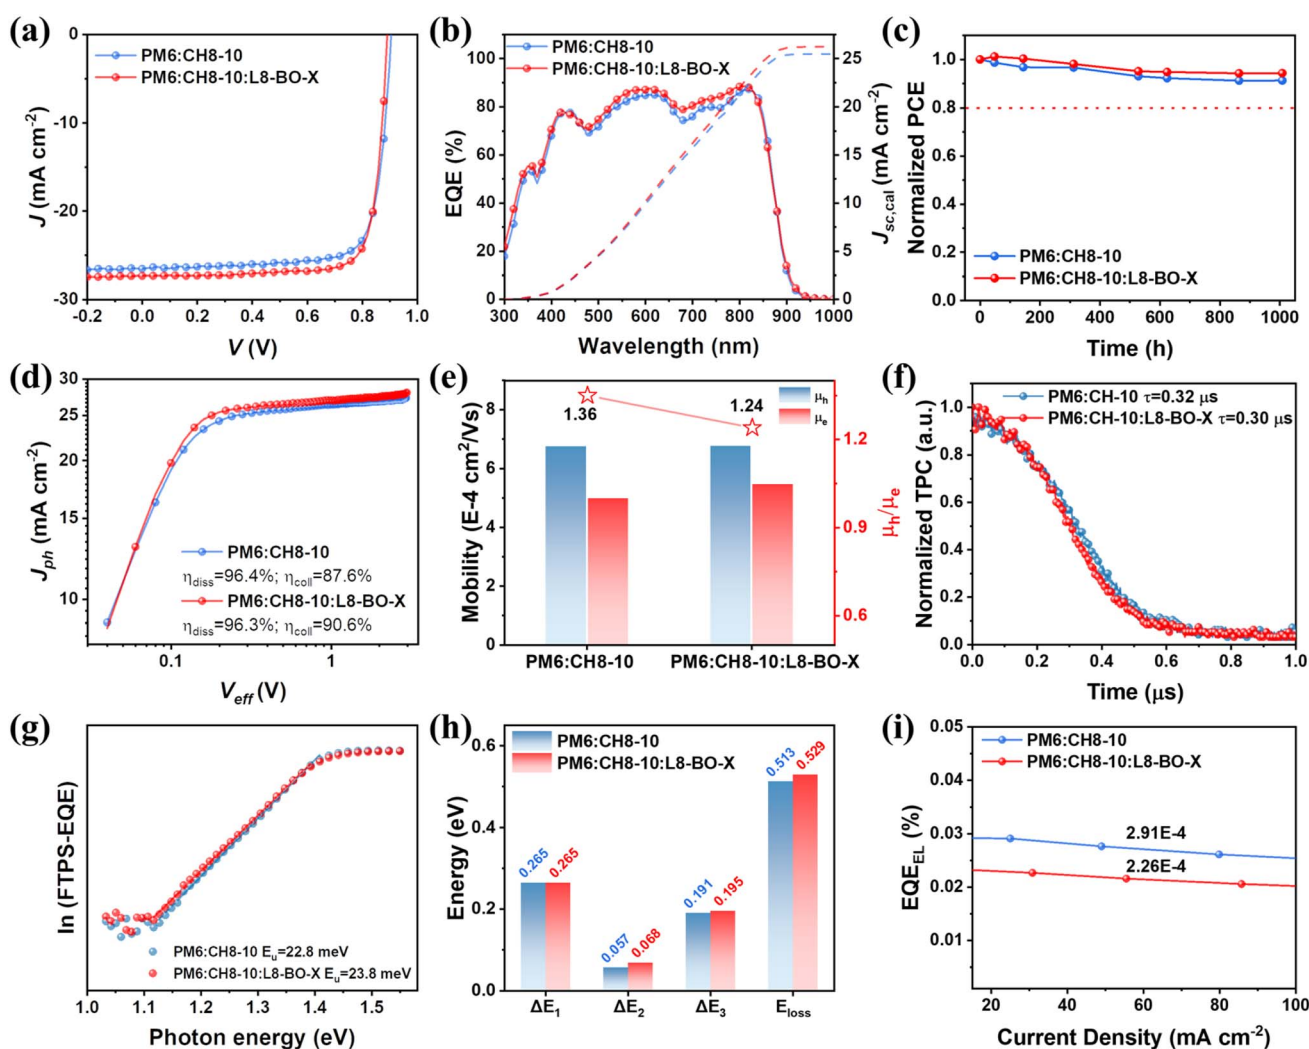 (a)
PM6:CH8-10
PM6:CH8-10:L8-BO-X
J (mA cm⁻²)
0
-10
-20
-30
-0.2 0.0 0.2 0.4 0.6 0.8 1.0
V (V)
(b)
PM6:CH8-10
PM6:CH8-10:L8-BO-X
EQE (%)
100
80
60
40
20
0
25
20
15
10
5
0
J_sc,cal (mA cm⁻²)
300 400 500 600 700 800 900 1000
Wavelength (nm)
(c)
Normalized PCE
1.0
0.8
0.6
0.4
0.2
0.0
PM6:CH8-10
PM6:CH8-10:L8-BO-X
0 200 400 600 800 1000
Time (h)
(d)
J_ph (mA cm⁻²)
30
25
20
15
10
PM6:CH8-10
η_diss=96.4%; η_coll=87.6%
PM6:CH8-10:L8-BO-X
η_diss=96.3%; η_coll=90.6%
0.1 1
V_eff (V)
(e)
Mobility (E-4 cm²/Vs)
8
6
4
2
0
1.36
1.24
μ_h
μ_e
1.2
0.9
0.6
μ_h/μ_e
PM6:CH8-10 PM6:CH8-10:L8-BO-X
(f)
Normalized TPC (a.u.)
1.0
0.8
0.6
0.4
0.2
0.0
PM6:CH-10 τ=0.32 μs
PM6:CH-10:L8-BO-X τ=0.30 μs
0.0 0.2 0.4 0.6 0.8 1.0
Time (μs)
(g)
ln (FTPS-EQE)
PM6:CH8-10 E_u=22.8 meV
PM6:CH8-10:L8-BO-X E_u=23.8 meV
1.0 1.1 1.2 1.3 1.4 1.5
Photon energy (eV)
(h)
Energy (eV)
0.6
0.4
0.2
0.0
PM6:CH8-10
PM6:CH8-10:L8-BO-X
0.265 0.265
0.057 0.068
0.191 0.195
0.513 0.529
ΔE₁ ΔE₂ ΔE₃ E_loss
(i)
EQE_EL (%)
0.05
0.04
0.03
0.02
0.01
PM6:CH8-10
PM6:CH8-10:L8-BO-X
2.91E-4
2.26E-4
20 40 60 80 100
Current Density (mA cm⁻²)